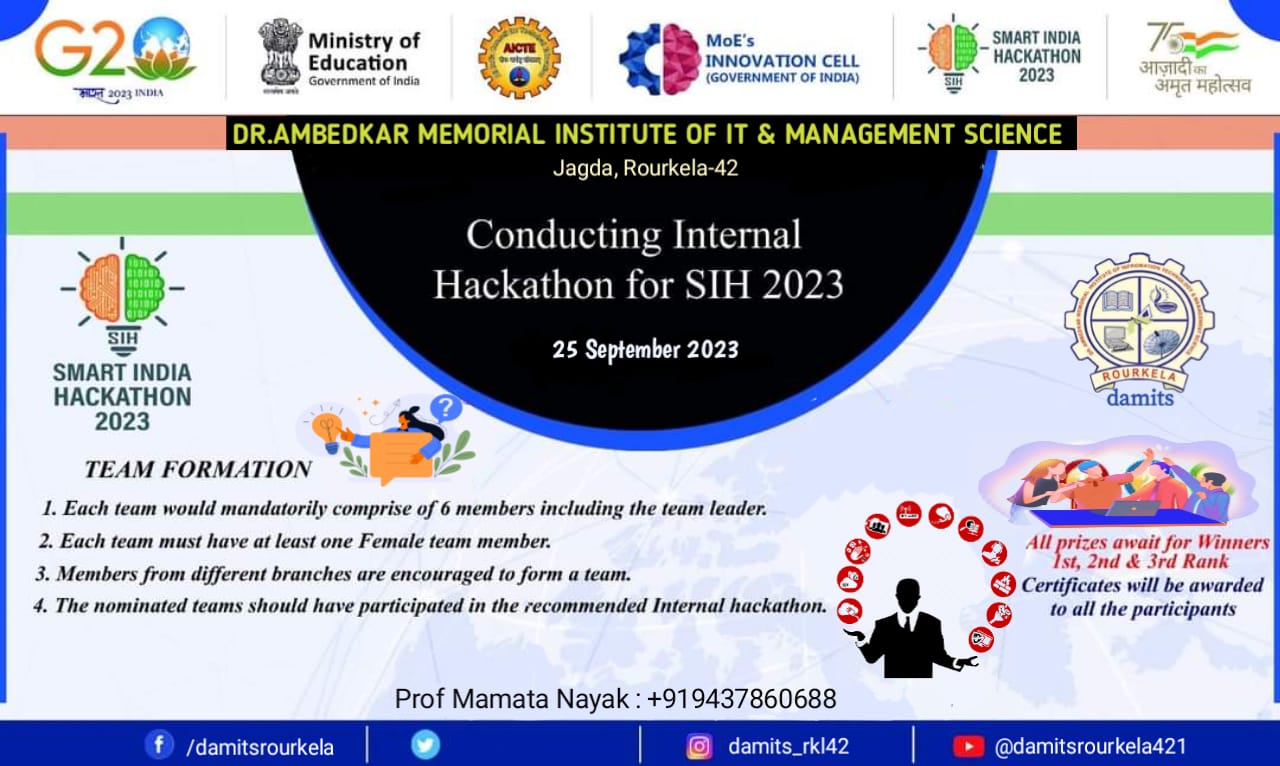 G20
भारत 2023 INDIA
Ministry of
Education
Government of India
सत्यमेव जयते
AICTE
MoE's
INNOVATION CELL
(GOVERNMENT OF INDIA)
SIH
SMART INDIA
HACKATHON
2023
75
आज़ादी का
अमृत महोत्सव
DR.AMBEDKAR MEMORIAL INSTITUTE OF IT & MANAGEMENT SCIENCE
Jagda, Rourkela-42
Conducting Internal
Hackathon for SIH 2023
25 September 2023
SIH
SMART INDIA
HACKATHON
2023
ROURKELA
damits
?
TEAM FORMATION
1. Each team would mandatorily comprise of 6 members including the team leader.
2. Each team must have at least one Female team member.
3. Members from different branches are encouraged to form a team.
4. The nominated teams should have participated in the recommended Internal hackathon.
All prizes await for Winners
1st, 2nd & 3rd Rank
Certificates will be awarded
to all the participants
Prof Mamata Nayak : +919437860688
/damitsrourkela
damits_rkl42
@damitsrourkela421